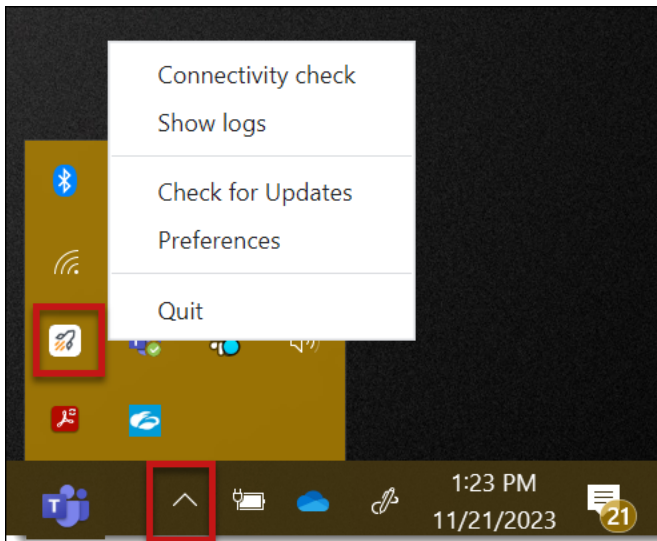 Connectivity check
Show logs
Check for Updates
Preferences
Quit
T
1:23 PM
11/21/2023
21